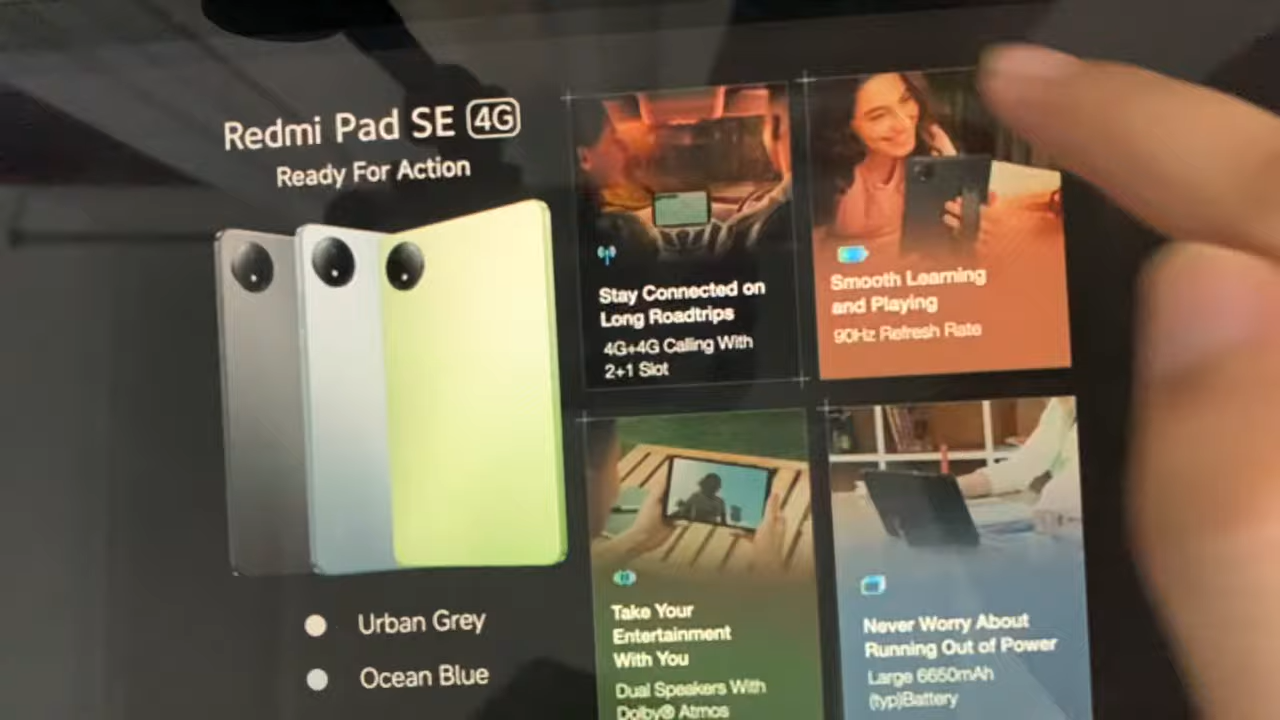 Redmi Pad SE 4G
Ready For Action
Urban Grey
Ocean Blue
Stay Connected on
Long Roadtrips
4G+4G Calling With
2+1 Slot
Smooth Learning
and Playing
90Hz Refresh Rate
Take Your
Entertainment
With You
Dual Speakers With
Dolby® Atmos
Never Worry About
Running Out of Power
Large 6650mAh
(typ)Battery